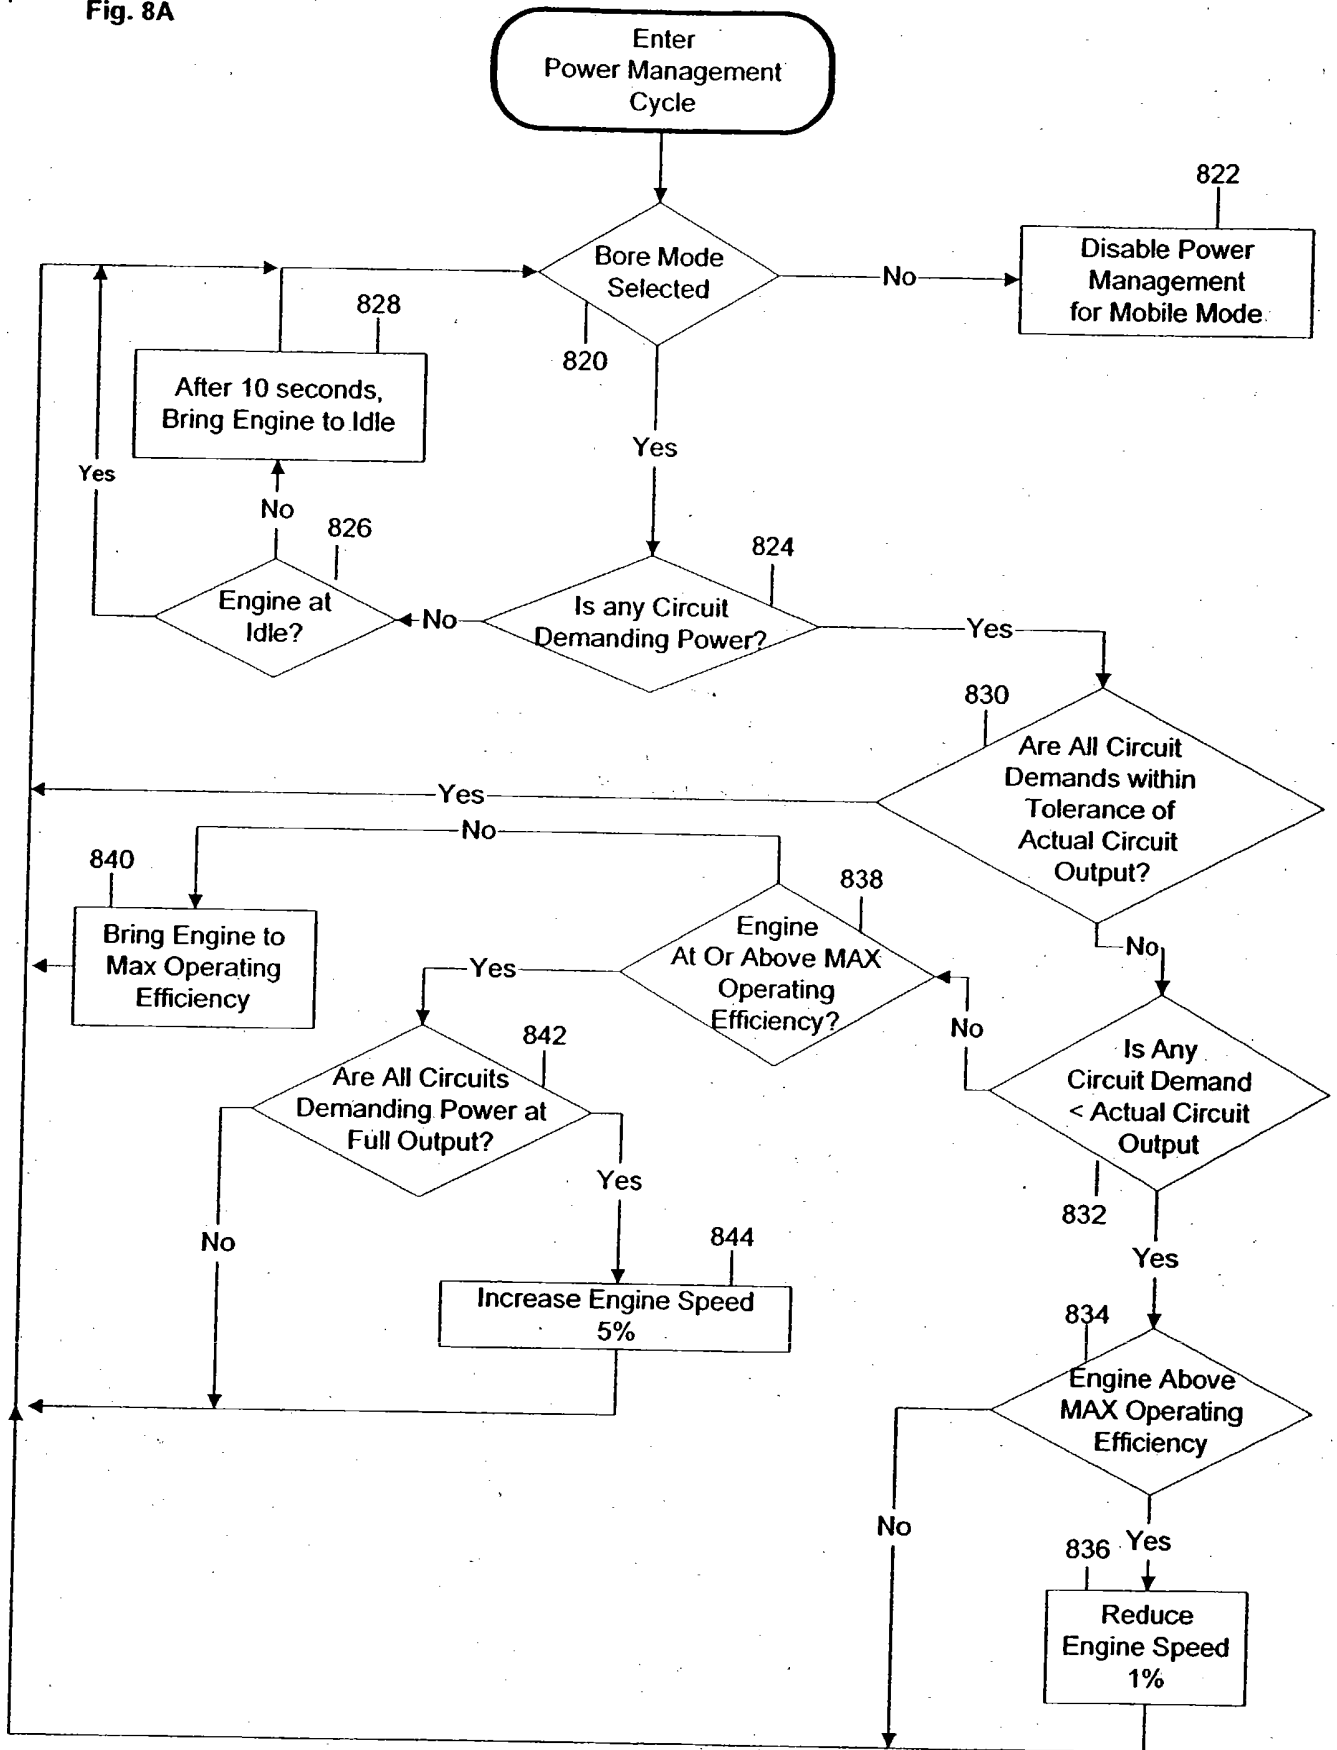 Fig. 8A
Enter
Power Management
Cycle
822
Bore Mode
Selected
No
Disable Power
Management
for Mobile Mode
820
828
After 10 seconds,
Bring Engine to Idle
Yes
Yes
No
826
824
Engine at
Idle?
No
Is any Circuit
Demanding Power?
Yes
830
Are All Circuit
Demands within
Tolerance of
Actual Circuit
Output?
Yes
No
840
Bring Engine to
Max Operating
Efficiency
838
Engine
At Or Above MAX
Operating
Efficiency?
No
Yes
No
842
Are All Circuits
Demanding Power at
Full Output?
Is Any
Circuit Demand
< Actual Circuit
Output
832
Yes
No
Yes
844
Increase Engine Speed
5%
834
Engine Above
MAX Operating
Efficiency
No
Yes
836
Reduce
Engine Speed
1%